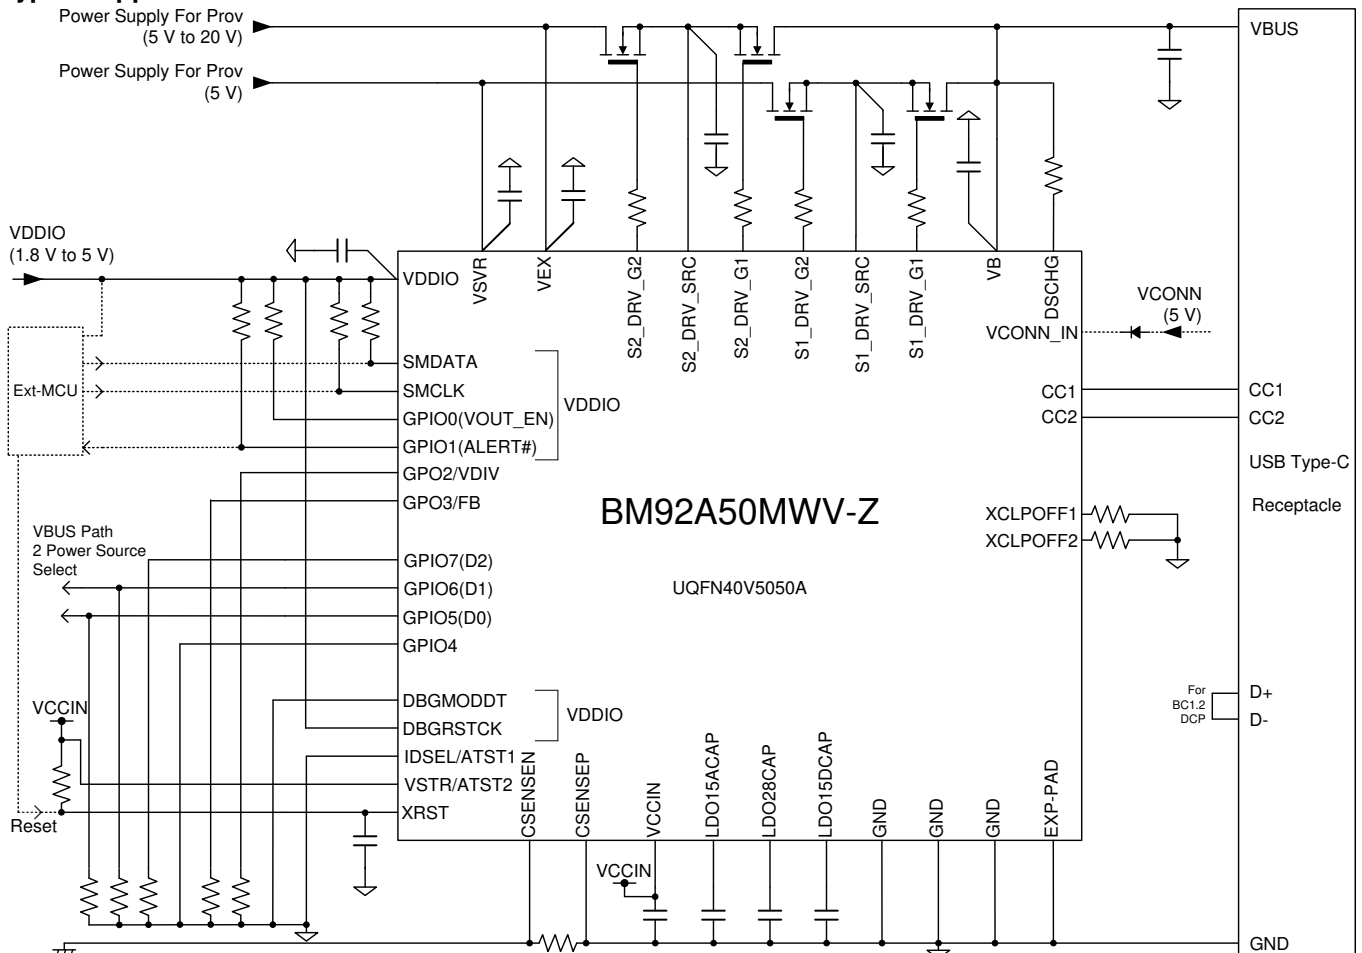 Power Supply For Prov
(5 V to 20 V)
Power Supply For Prov
(5 V)
VBUS
VDDIO
(1.8 V to 5 V)
VDDIO
VSVR
VEX
S2_DRV_G2
S2_DRV_SRC
S2_DRV_G1
S1_DRV_G2
S1_DRV_SRC
S1_DRV_G1
VB
DSCHG
VCONN
(5 V)
VCONN_IN
Ext-MCU
SMDATA
SMCLK
GPIO0(VOUT_EN)
GPIO1(ALERT#)
VDDIO
GPO2/VDIV
GPO3/FB
CC1
CC2
CC1
CC2
USB Type-C
Receptacle
BM92A50MWV-Z
UQFN40V5050A
XCLPOFF1
XCLPOFF2
VBUS Path
2 Power Source
Select
GPIO7(D2)
GPIO6(D1)
GPIO5(D0)
GPIO4
VCCIN
DBGMODDT
DBGRSTCK
VDDIO
IDSEL/ATST1
VSTR/ATST2
XRST
Reset
For
BC1.2
DCP
D+
D-
CSENSEN
CSENSEP
VCCIN
LDO15ACAP
LDO28CAP
LDO15DCAP
GND
GND
GND
EXP-PAD
VCCIN
GND